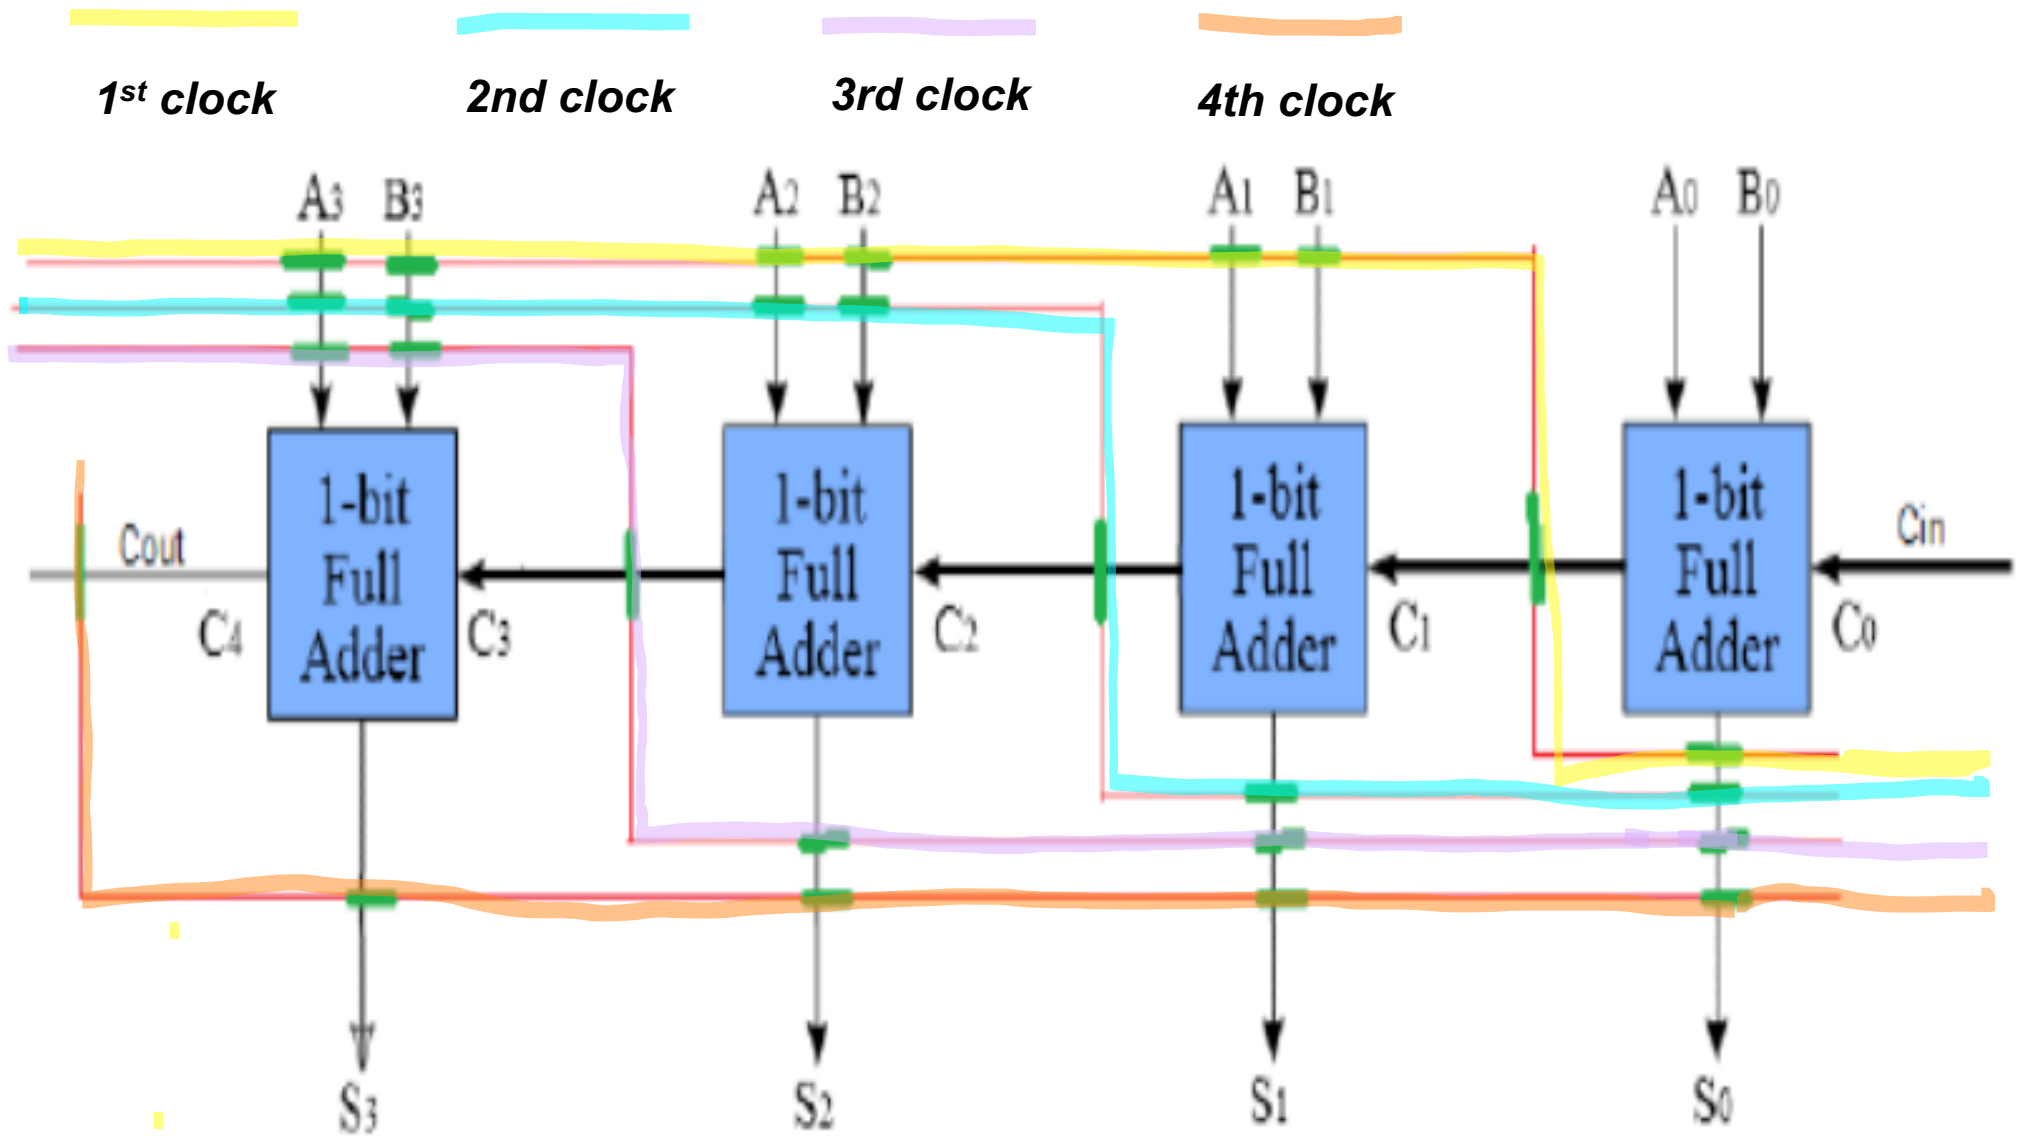 1st clock 2nd clock 3rd clock 4th clock
A3 B3 A2 B2 A1 B1 A0 B0
1-bit Full Adder
1-bit Full Adder
1-bit Full Adder
1-bit Full Adder
Cout Cin
C4 C3 C2 C1 C0
S3 S2 S1 S0